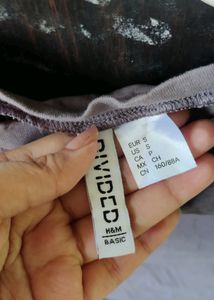 DIVIDED
H&M
BASIC
EUR S
US S
CA P
MX CH
CN 160/88A